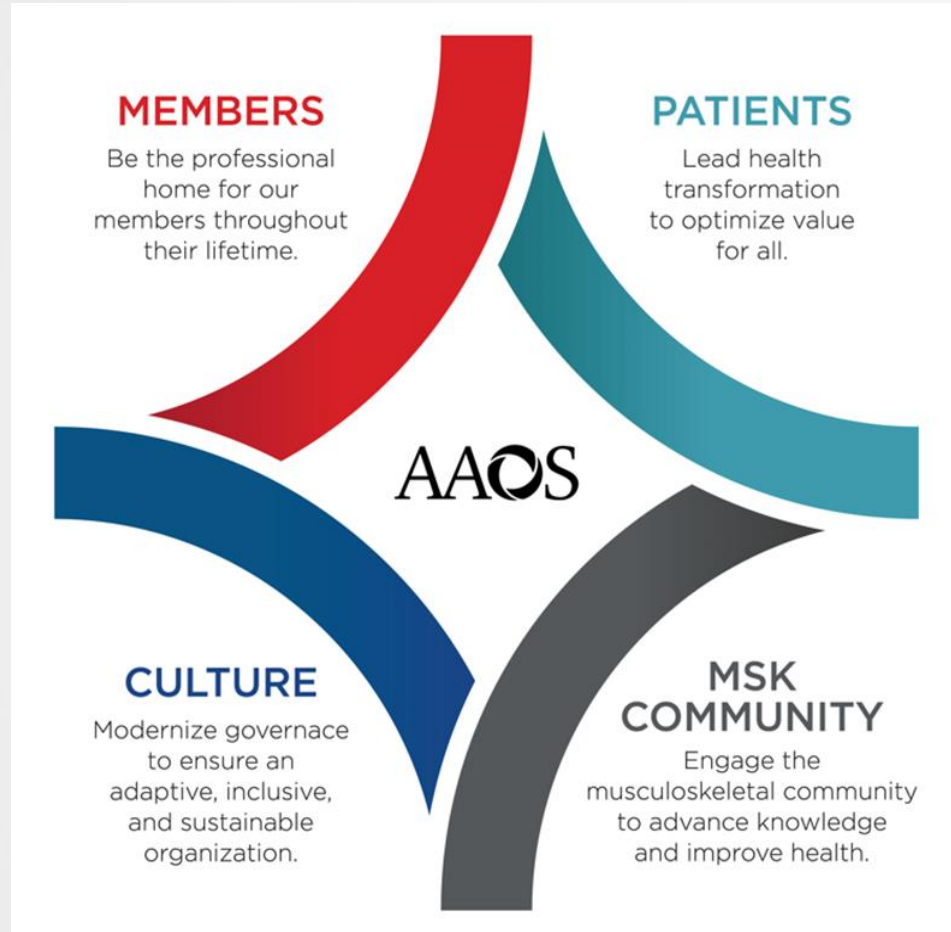 MEMBERS
Be the professional
home for our
members throughout
their lifetime.
PATIENTS
Lead health
transformation
to optimize value
for all.
AAOS
CULTURE
Modernize governace
to ensure an
adaptive, inclusive,
and sustainable
organization.
MSK
COMMUNITY
Engage the
musculoskeletal community
to advance knowledge
and improve health.